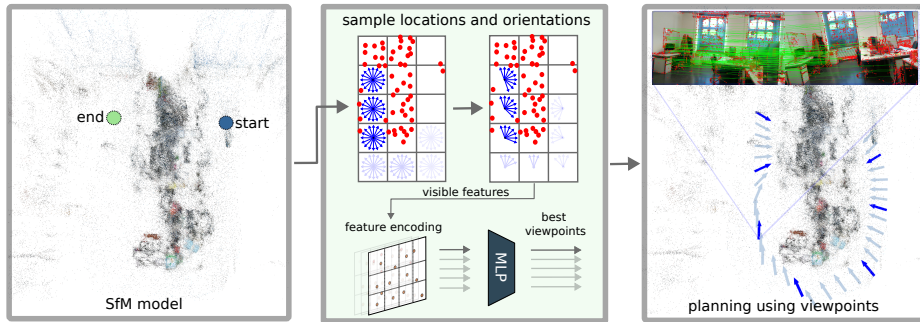 end
start
SfM model
sample locations and orientations
visible features
feature encoding
best
viewpoints
MLP
planning using viewpoints